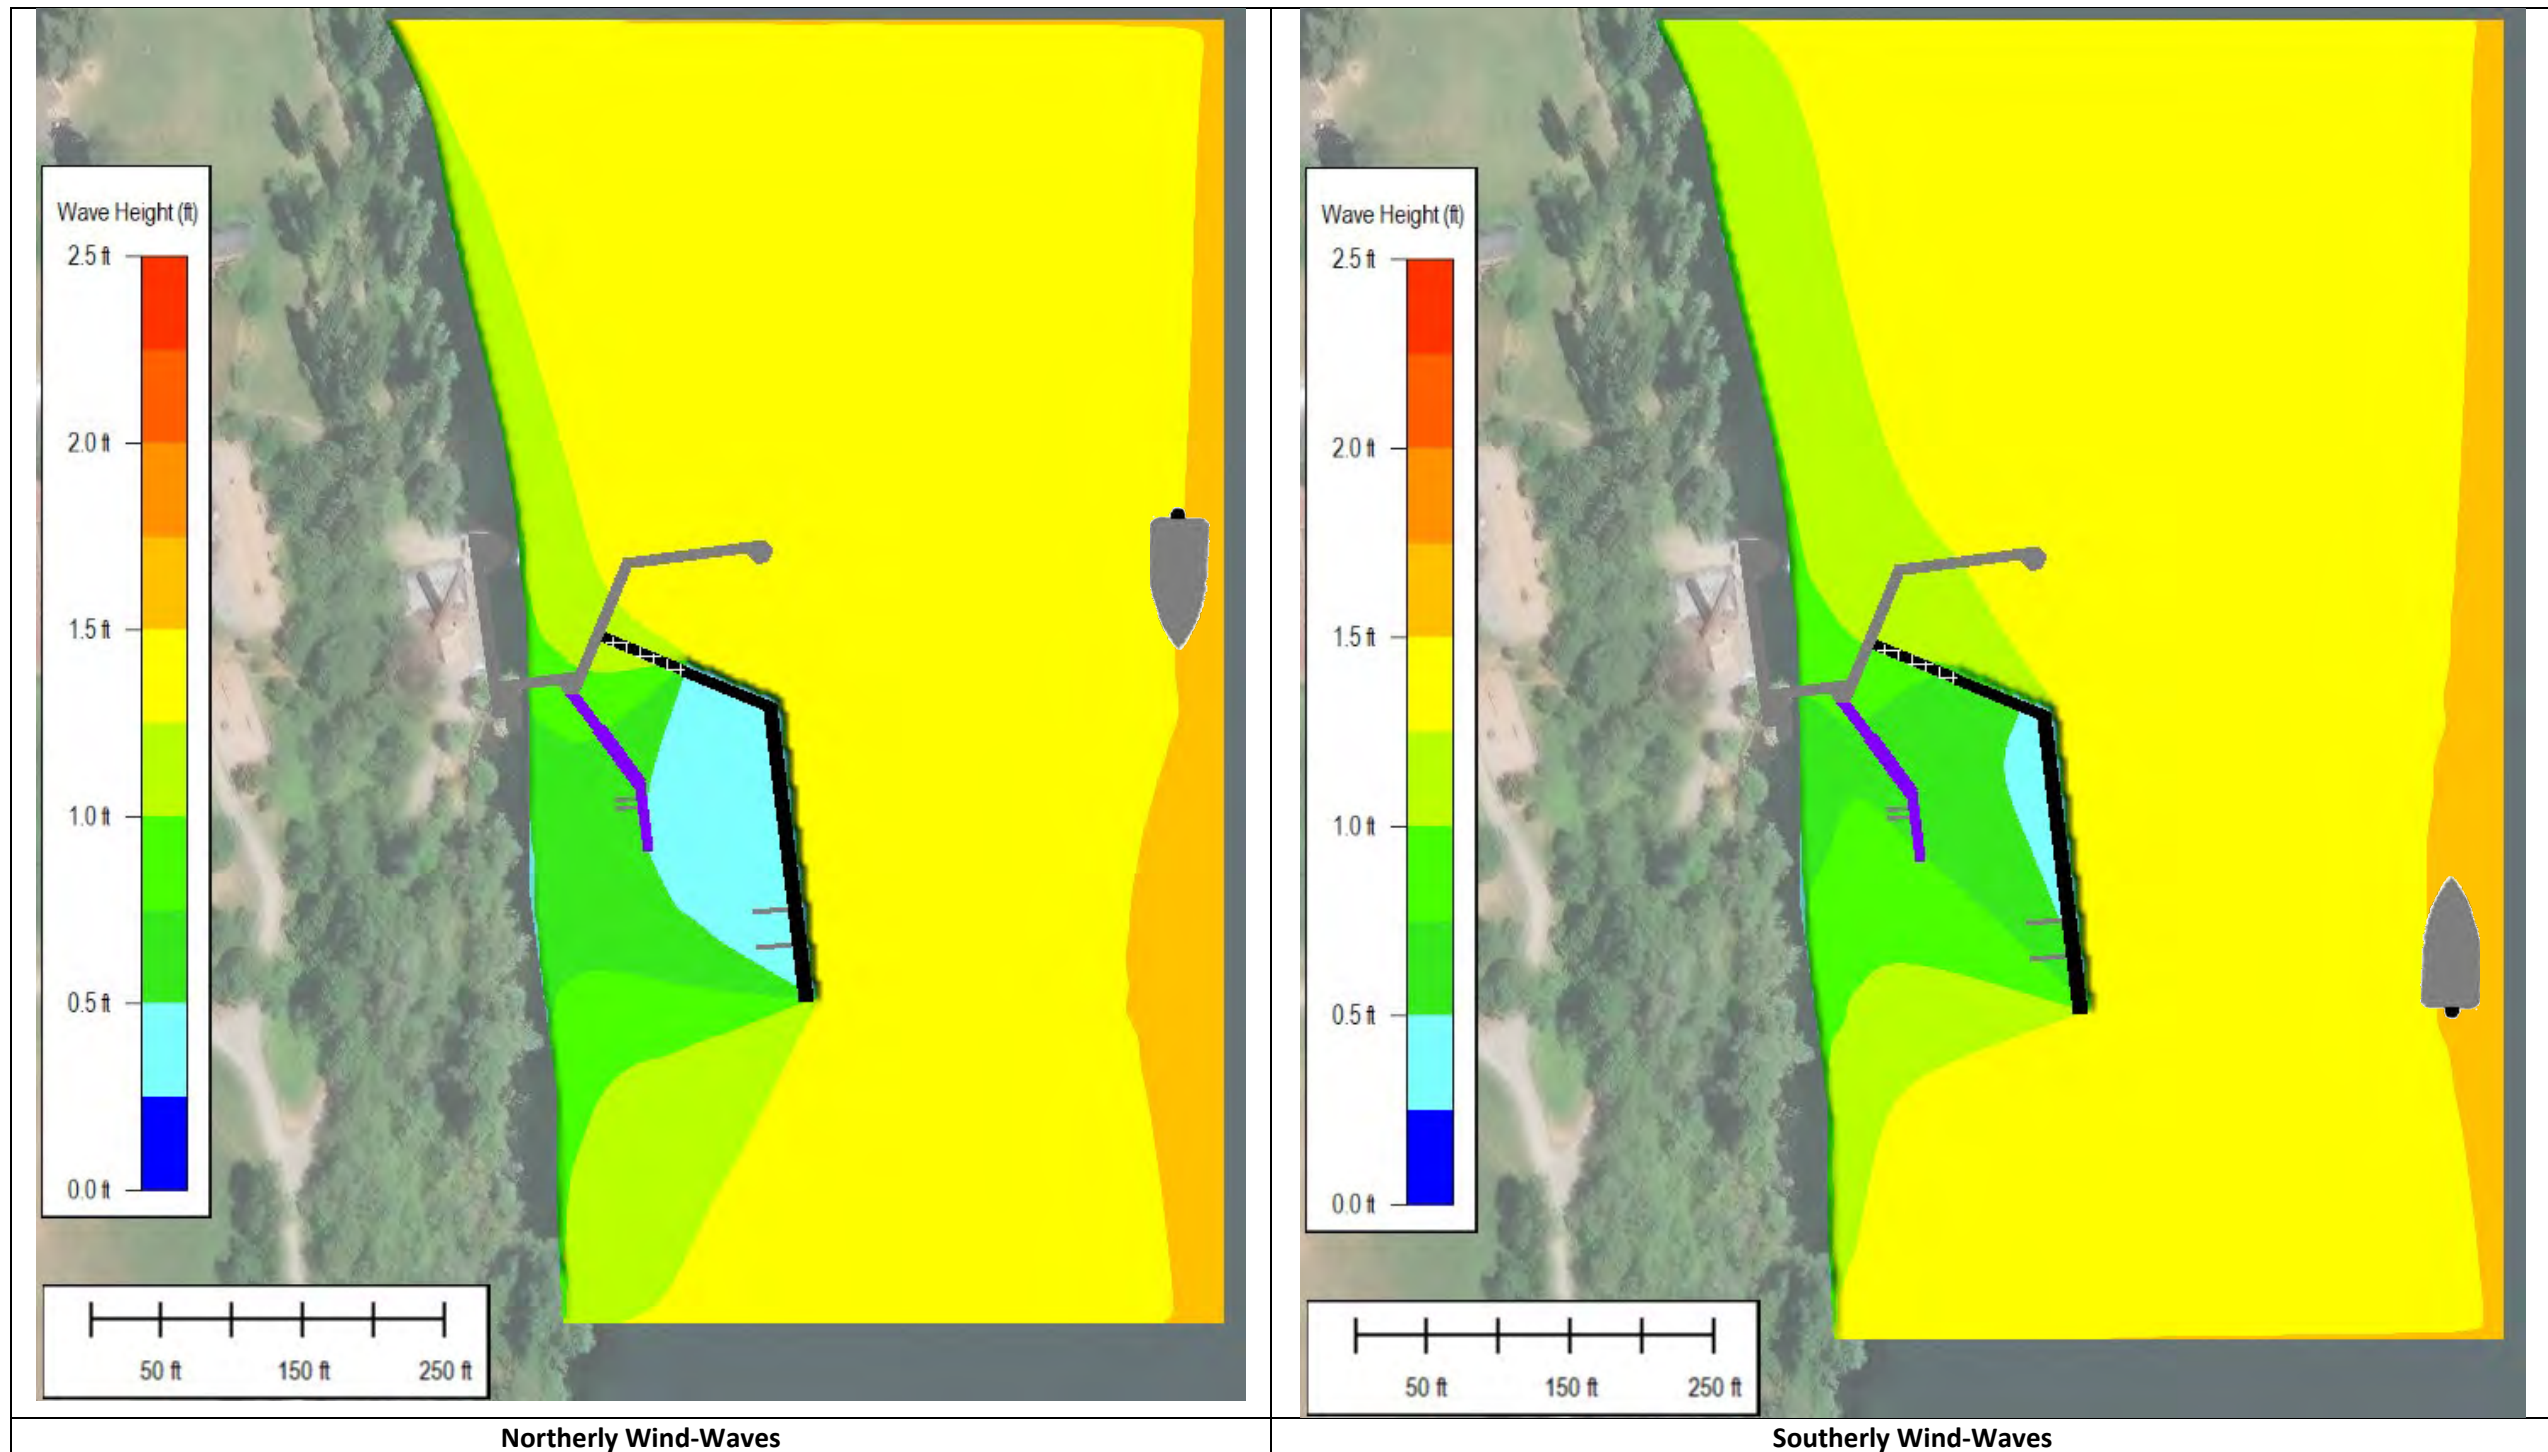 Wave Height (ft)
2.5 ft
2.0 ft
1.5 ft
1.0 ft
0.5 ft
0.0 ft
50 ft 150 ft 250 ft
Northerly Wind-Waves
Wave Height (ft)
2.5 ft
2.0 ft
1.5 ft
1.0 ft
0.5 ft
0.0 ft
50 ft 150 ft 250 ft
Southerly Wind-Waves